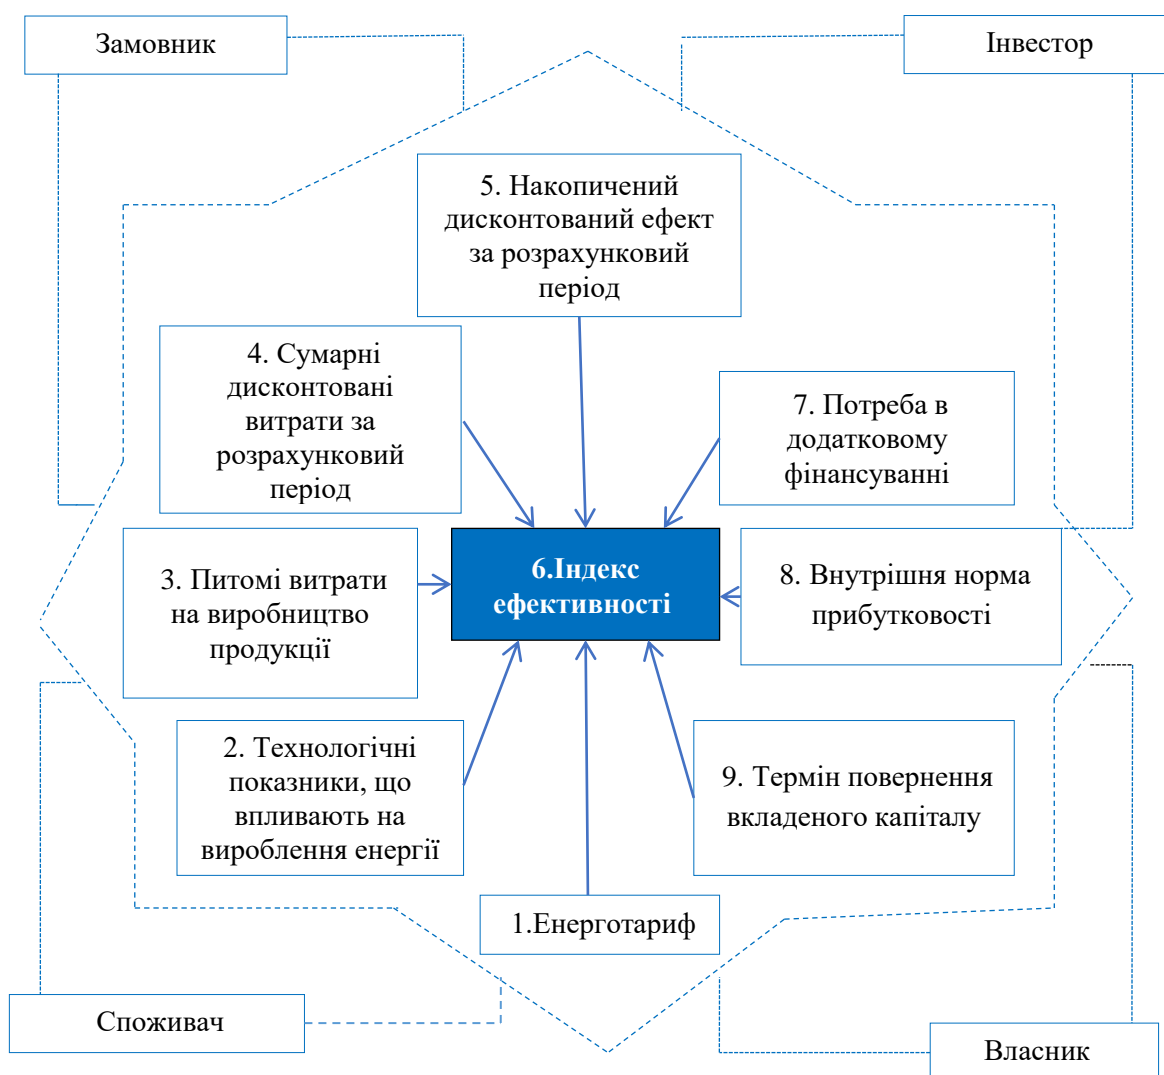 Замовник
Інвестор
5. Накопичений
дисконтований ефект
за розрахунковий
період
4. Сумарні
дисконтовані
витрати за
розрахунковий
період
7. Потреба в
додатковому
фінансуванні
3. Питомі витрати
на виробництво
продукції
6.Індекс
ефективності
8. Внутрішня норма
прибутковості
2. Технологічні
показники, що
впливають на
вироблення енергії
9. Термін повернення
вкладеного капіталу
1.Енерготариф
Споживач
Власник